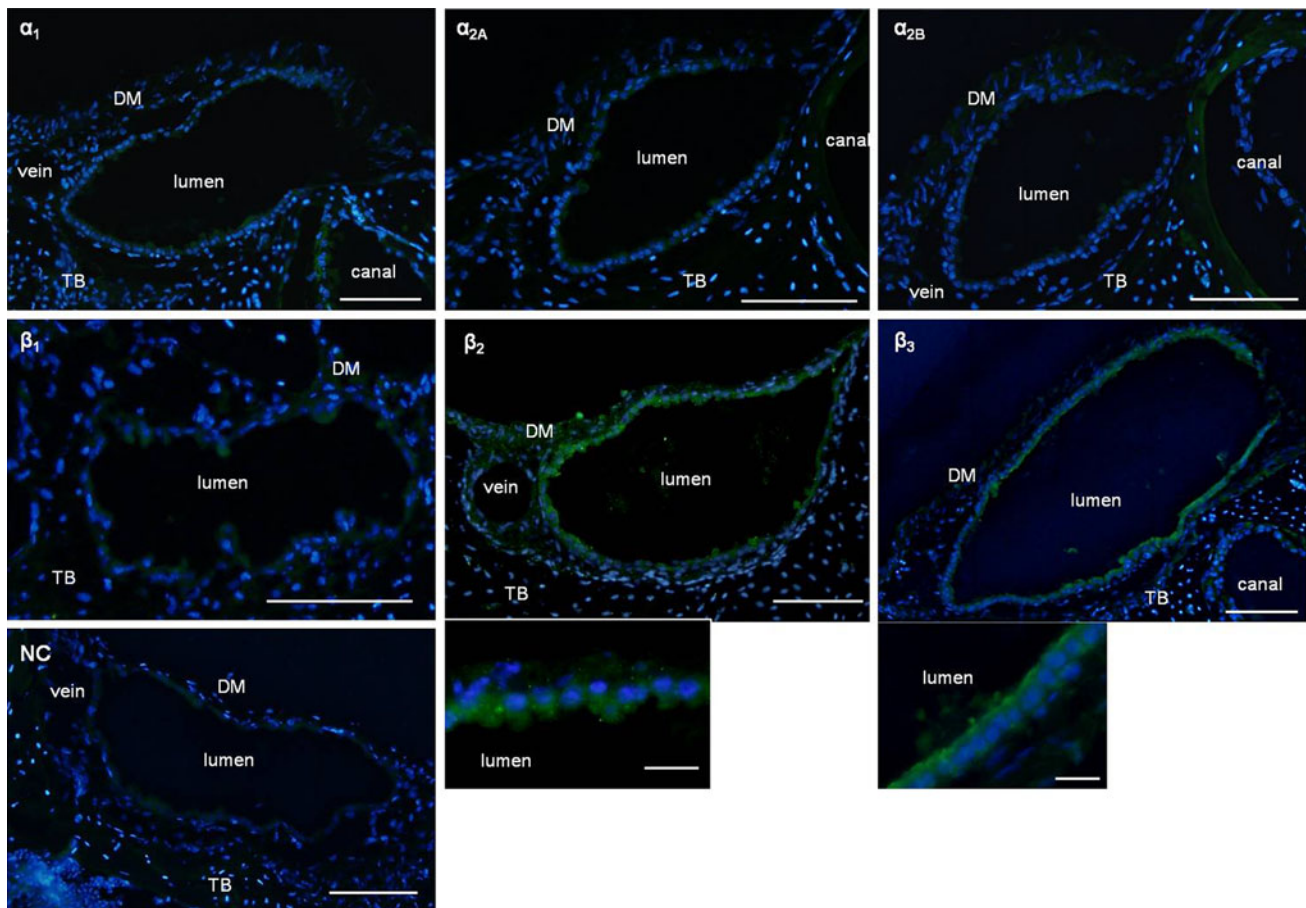 α1
DM
vein
lumen
canal
TB
α2A
DM
lumen
canal
TB
α2B
DM
lumen
canal
TB
vein
β1
DM
lumen
TB
β2
DM
vein
lumen
TB
β3
DM
lumen
TB
canal
NC
vein
DM
lumen
TB
lumen
lumen